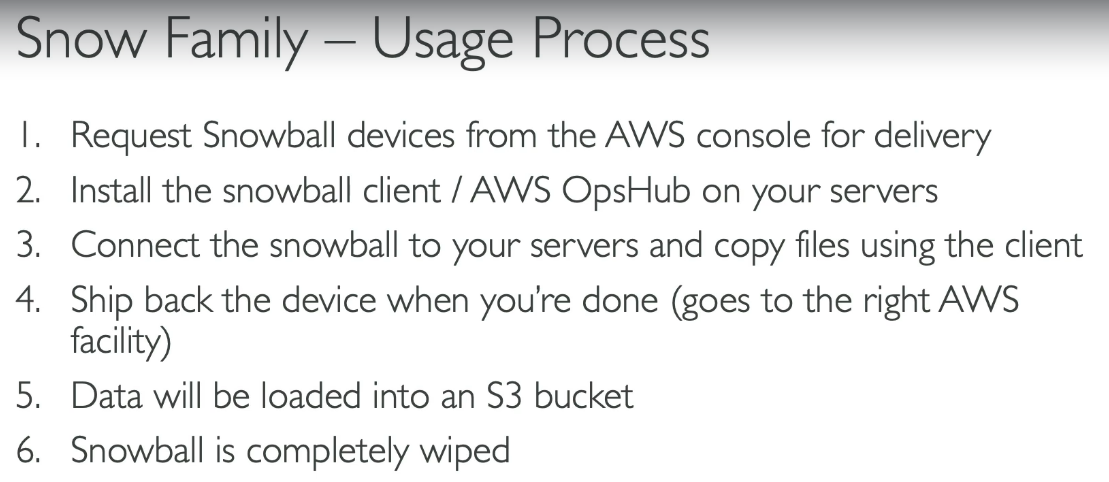 Snow Family – Usage Process
1. Request Snowball devices from the AWS console for delivery
2. Install the snowball client / AWS OpsHub on your servers
3. Connect the snowball to your servers and copy files using the client
4. Ship back the device when you're done (goes to the right AWS
facility)
5. Data will be loaded into an S3 bucket
6. Snowball is completely wiped